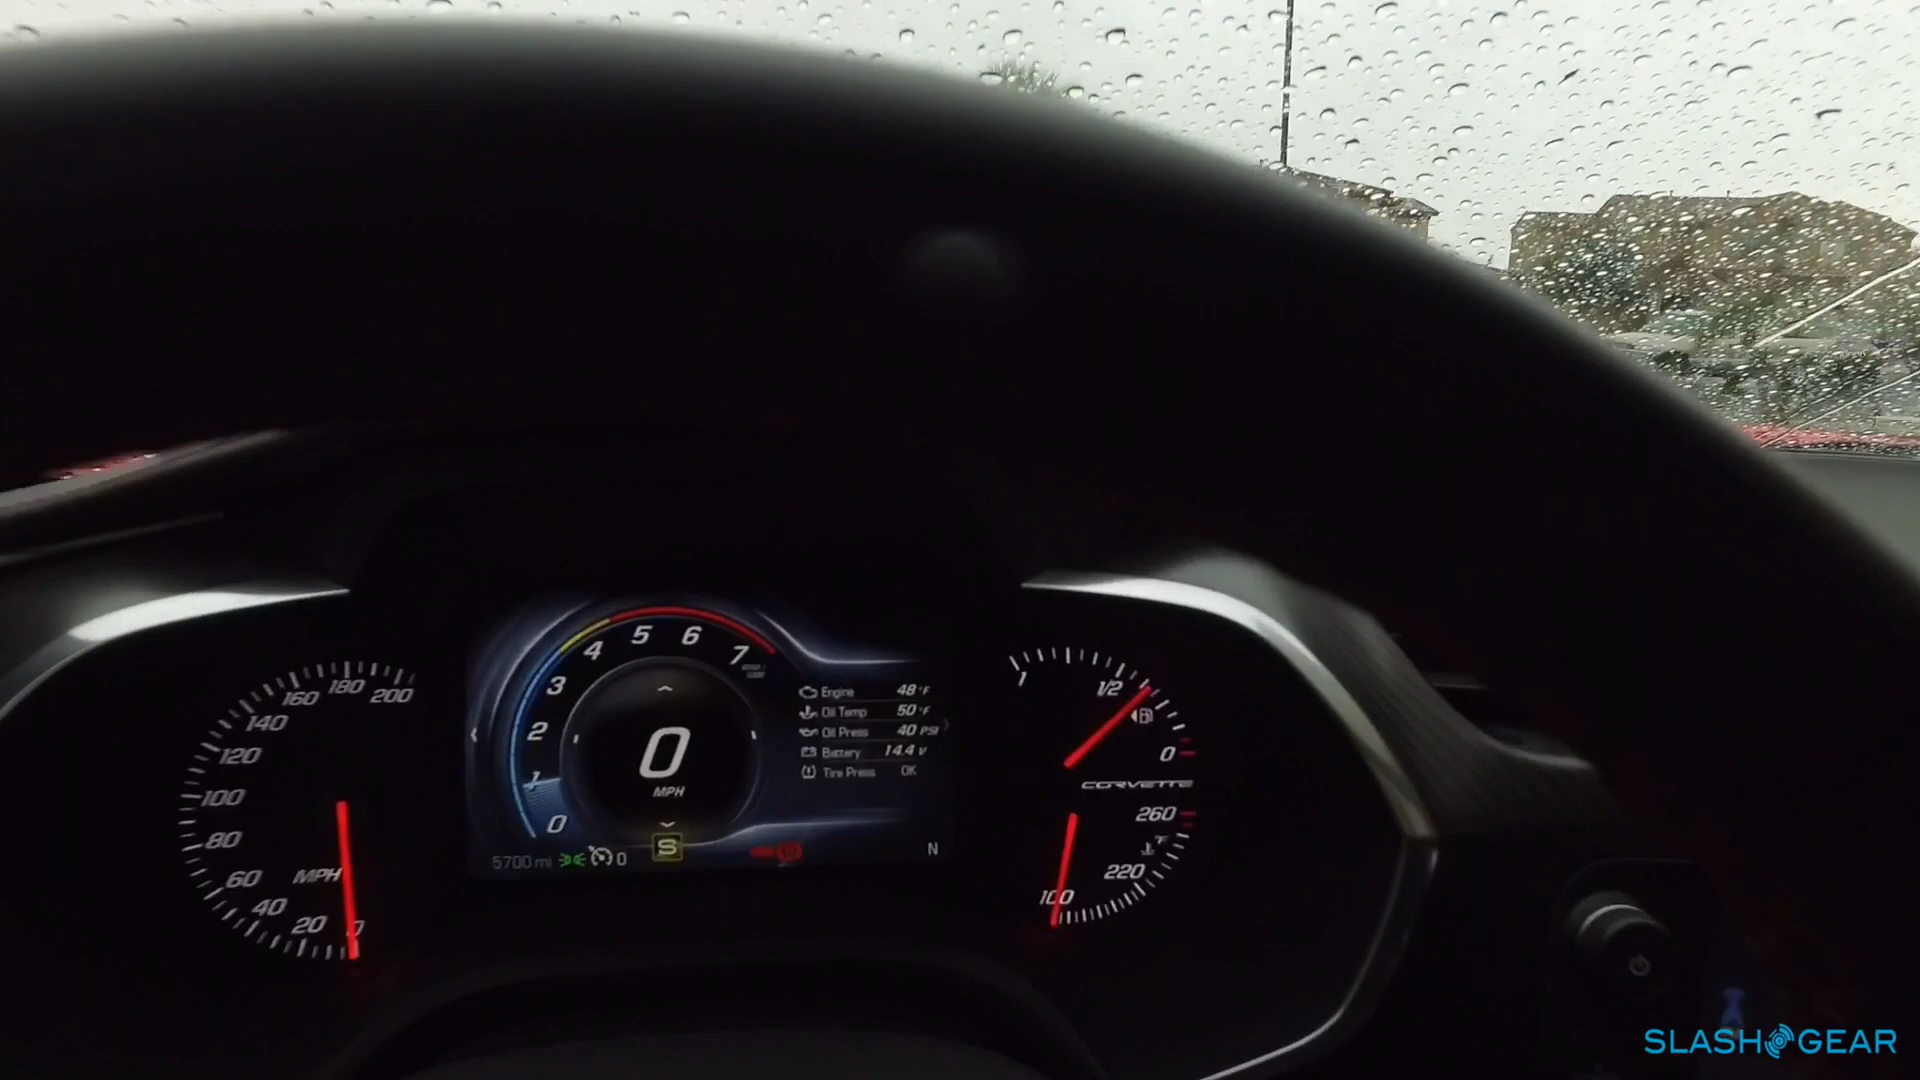 200
180
160
140
120
100
80
60
40
20
0
MPH
7
6
5
4
3
2
1
0
0
MPH
Engine 48 °F
Oil Temp 50 °F
Oil Press 40 PSI
Battery 14.4 V
Tire Press OK
5700 mi
0
S
N
1
1/2
0
CORVETTE
260
°F
220
100
SLASHGEAR